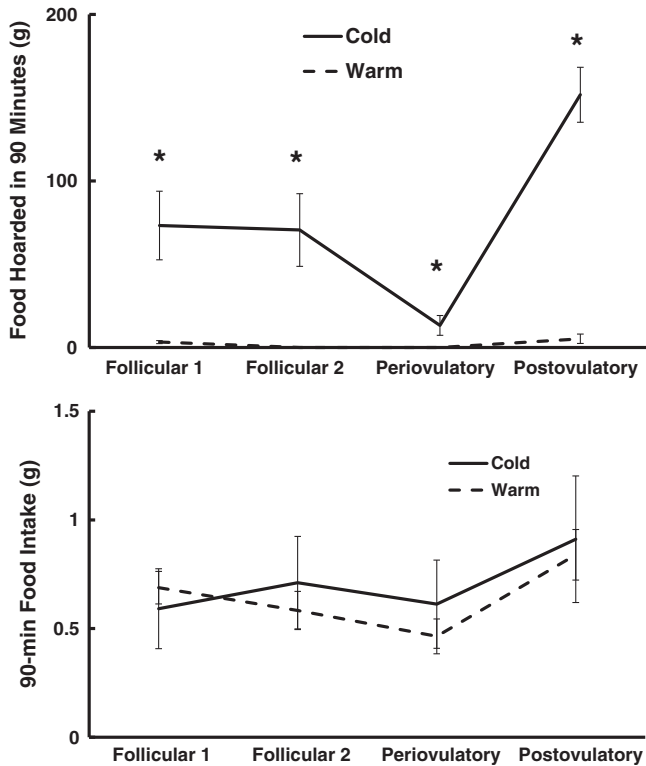 Food Hoarded in 90 Minutes (g)
200
100
0
Cold
Warm
*
*
*
*
Follicular 1 Follicular 2 Periovulatory Postovulatory
90-min Food Intake (g)
1.5
1
0.5
0
Cold
Warm
Follicular 1 Follicular 2 Periovulatory Postovulatory